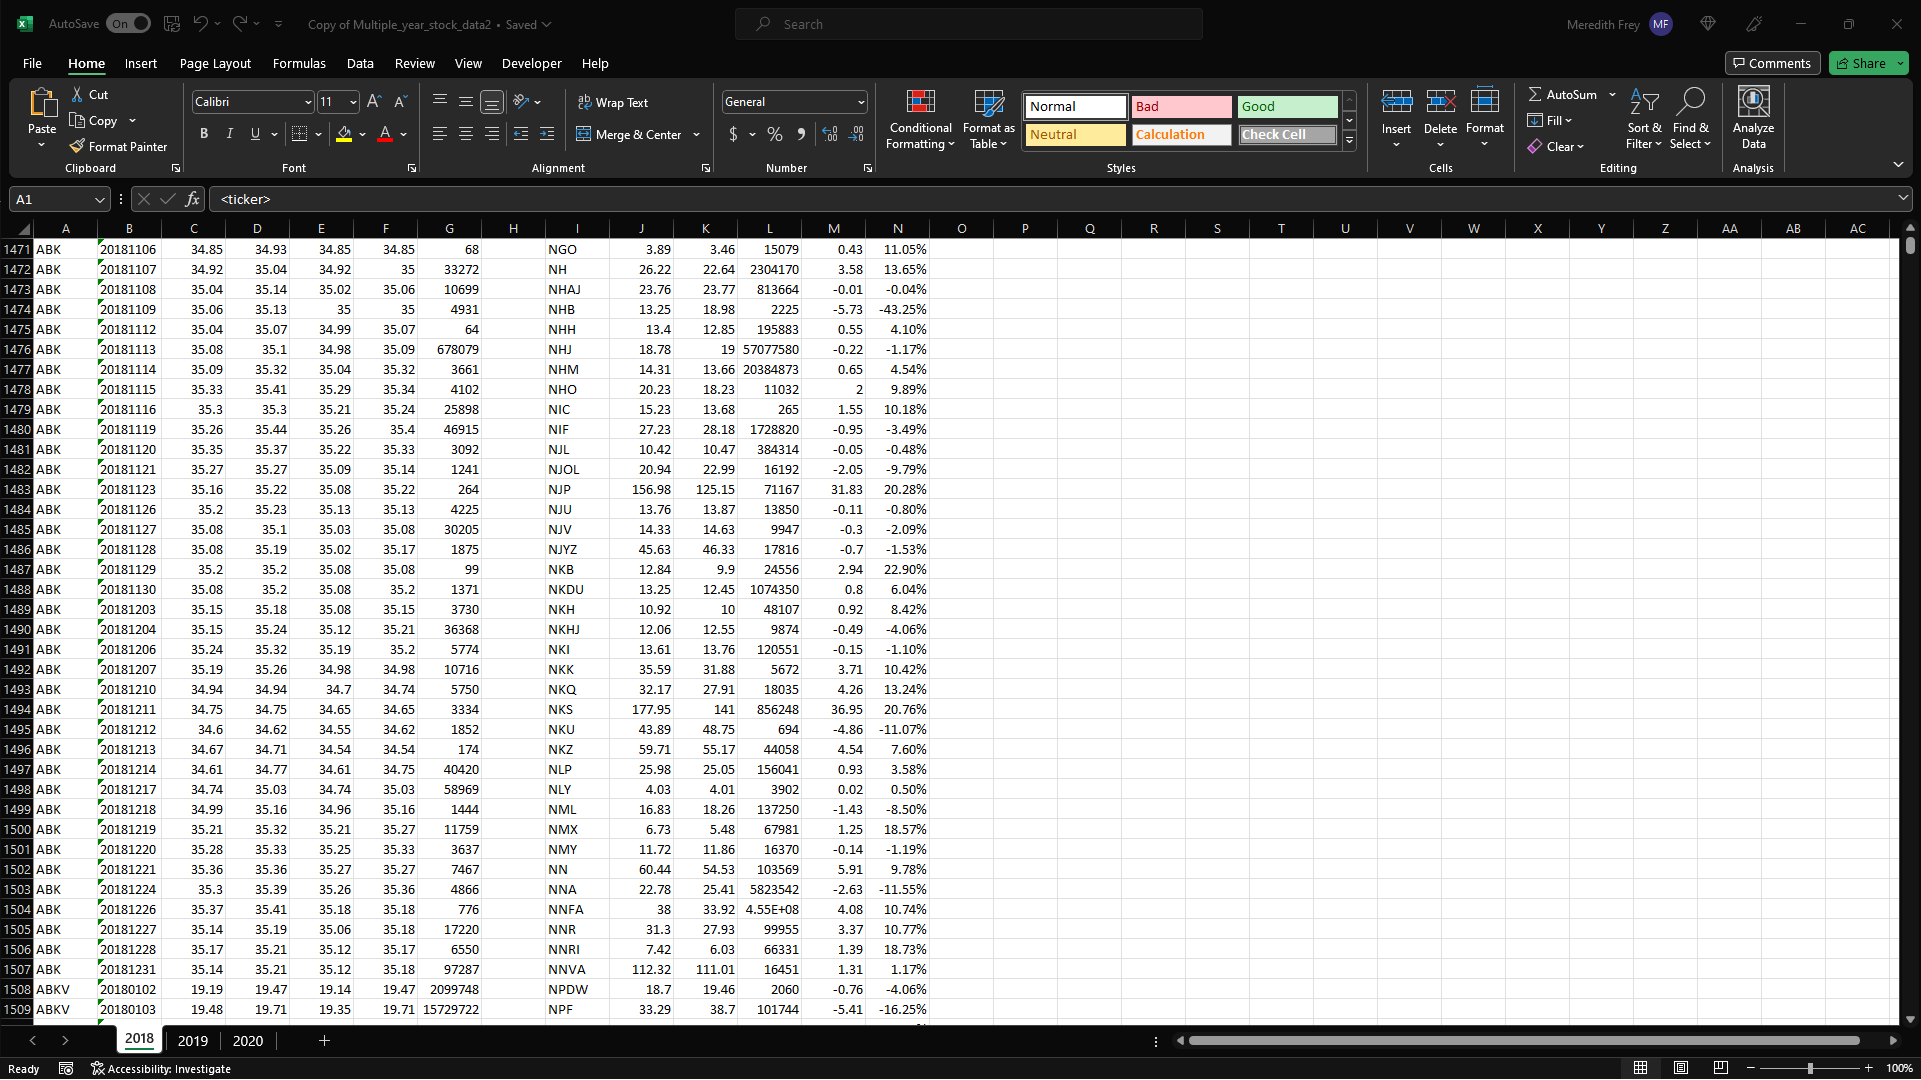 AutoSave On Copy of Multiple_year_stock_data2 • Saved Search Meredith Frey MF
File Home Insert Page Layout Formulas Data Review View Developer Help Comments Share
Paste Cut Copy Format Painter Clipboard
Calibri 11 B I U A Font
Wrap Text Merge & Center Alignment
General $ % Number
Conditional Formatting Format as Table Normal Bad Good Neutral Calculation Check Cell Styles
Insert Delete Format Cells
AutoSum Fill Clear Sort & Filter Find & Select Editing
Analyze Data Analysis
A1 fx <ticker>
A B C D E F G H I J K L M N O P Q R S T U V W X Y Z AA AB AC
1471 ABK 20181106 34.85 34.93 34.85 34.85 68 NGO 3.89 3.46 15079 0.43 11.05%
1472 ABK 20181107 34.92 35.04 34.92 35 33272 NH 26.22 22.64 2304170 3.58 13.65%
1473 ABK 20181108 35.04 35.14 35.02 35.06 10699 NHAJ 23.76 23.77 813664 -0.01 -0.04%
1474 ABK 20181109 35.06 35.13 35 35 4931 NHB 13.25 18.98 2225 -5.73 -43.25%
1475 ABK 20181112 35.04 35.07 34.99 35.07 64 NHH 13.4 12.85 195883 0.55 4.10%
1476 ABK 20181113 35.08 35.1 34.98 35.09 678079 NHJ 18.78 19 57077580 -0.22 -1.17%
1477 ABK 20181114 35.09 35.32 35.04 35.32 3661 NHM 14.31 13.66 20384873 0.65 4.54%
1478 ABK 20181115 35.33 35.41 35.29 35.34 4102 NHO 20.23 18.23 11032 2 9.89%
1479 ABK 20181116 35.3 35.3 35.21 35.24 25898 NIC 15.23 13.68 265 1.55 10.18%
1480 ABK 20181119 35.26 35.44 35.26 35.4 46915 NIF 27.23 28.18 1728820 -0.95 -3.49%
1481 ABK 20181120 35.35 35.37 35.22 35.33 3092 NJL 10.42 10.47 384314 -0.05 -0.48%
1482 ABK 20181121 35.27 35.27 35.09 35.14 1241 NJOL 20.94 22.99 16192 -2.05 -9.79%
1483 ABK 20181123 35.16 35.22 35.08 35.22 264 NJP 156.98 125.15 71167 31.83 20.28%
1484 ABK 20181126 35.2 35.23 35.13 35.13 4225 NJU 13.76 13.87 13850 -0.11 -0.80%
1485 ABK 20181127 35.08 35.1 35.03 35.08 30205 NJV 14.33 14.63 9947 -0.3 -2.09%
1486 ABK 20181128 35.08 35.19 35.02 35.17 1875 NJYZ 45.63 46.33 17816 -0.7 -1.53%
1487 ABK 20181129 35.2 35.2 35.08 35.08 99 NKB 12.84 9.9 24556 2.94 22.90%
1488 ABK 20181130 35.08 35.2 35.08 35.2 1371 NKDU 13.25 12.45 1074350 0.8 6.04%
1489 ABK 20181203 35.15 35.18 35.08 35.15 3730 NKH 10.92 10 48107 0.92 8.42%
1490 ABK 20181204 35.15 35.24 35.12 35.21 36368 NKHJ 12.06 12.55 9874 -0.49 -4.06%
1491 ABK 20181206 35.24 35.32 35.19 35.2 5774 NKI 13.61 13.76 120551 -0.15 -1.10%
1492 ABK 20181207 35.19 35.26 34.98 34.98 10716 NKK 35.59 31.88 5672 3.71 10.42%
1493 ABK 20181210 34.94 34.94 34.7 34.74 5750 NKQ 32.17 27.91 18035 4.26 13.24%
1494 ABK 20181211 34.75 34.75 34.65 34.65 3334 NKS 177.95 141 856248 36.95 20.76%
1495 ABK 20181212 34.6 34.62 34.55 34.62 1852 NKU 43.89 48.75 694 -4.86 -11.07%
1496 ABK 20181213 34.67 34.71 34.54 34.54 174 NKZ 59.71 55.17 44058 4.54 7.60%
1497 ABK 20181214 34.61 34.77 34.61 34.75 40420 NLP 25.98 25.05 156041 0.93 3.58%
1498 ABK 20181217 34.74 35.03 34.74 35.03 58969 NLY 4.03 4.01 3902 0.02 0.50%
1499 ABK 20181218 34.99 35.16 34.96 35.16 1444 NML 16.83 18.26 137250 -1.43 -8.50%
1500 ABK 20181219 35.21 35.32 35.21 35.27 11759 NMX 6.73 5.48 67981 1.25 18.57%
1501 ABK 20181220 35.28 35.33 35.25 35.33 3637 NMY 11.72 11.86 16370 -0.14 -1.19%
1502 ABK 20181221 35.36 35.36 35.27 35.27 7467 NN 60.44 54.53 103569 5.91 9.78%
1503 ABK 20181224 35.3 35.39 35.26 35.36 4866 NNA 22.78 25.41 5823542 -2.63 -11.55%
1504 ABK 20181226 35.37 35.41 35.18 35.18 776 NNFA 38 33.92 4.55E+08 4.08 10.74%
1505 ABK 20181227 35.14 35.19 35.06 35.18 17220 NNR 31.3 27.93 99955 3.37 10.77%
1506 ABK 20181228 35.17 35.21 35.12 35.17 6550 NNRI 7.42 6.03 66331 1.39 18.73%
1507 ABK 20181231 35.14 35.21 35.12 35.18 97287 NNVA 112.32 111.01 16451 1.31 1.17%
1508 ABKV 20180102 19.19 19.47 19.14 19.47 2099748 NPDW 18.7 19.46 2060 -0.76 -4.06%
1509 ABKV 20180103 19.48 19.71 19.35 19.71 15729722 NPF 33.29 38.7 101744 -5.41 -16.25%
2018 2019 2020
Ready Accessibility: Investigate 100%